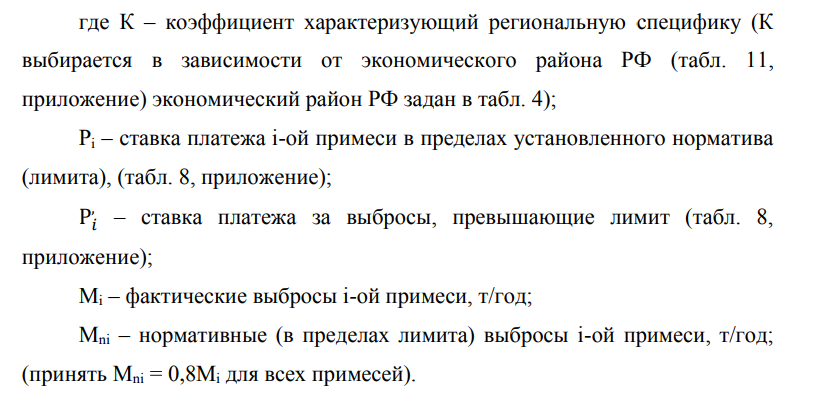 где К – коэффициент характеризующий региональную специфику (К
выбирается в зависимости от экономического района РФ (табл. 11,
приложение) экономический район РФ задан в табл. 4);
Pᵢ – ставка платежа i-ой примеси в пределах установленного норматива
(лимита), (табл. 8, приложение);
P′ᵢ – ставка платежа за выбросы, превышающие лимит (табл. 8,
приложение);
Mᵢ – фактические выбросы i-ой примеси, т/год;
Mₙᵢ – нормативные (в пределах лимита) выбросы i-ой примеси, т/год;
(принять Mₙᵢ = 0,8Mᵢ для всех примесей).